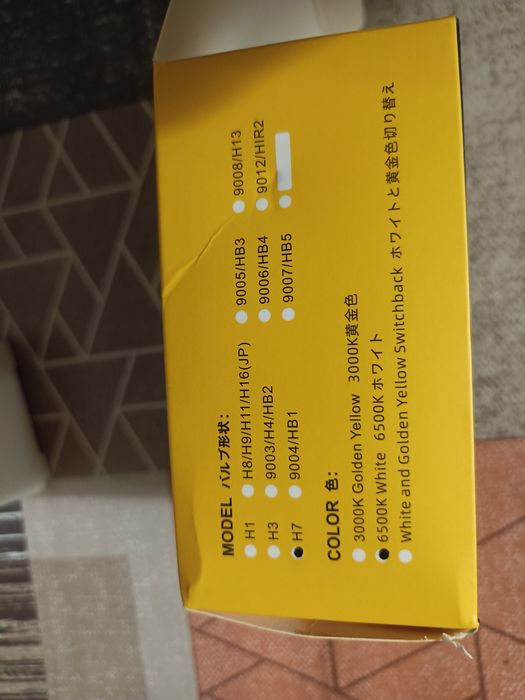 MODEL バルブ形状:
H1 H8/H9/H11/H16(JP) 9005/HB3 9008/H13
H3 9003/H4/HB2 9006/HB4 9012/HIR2
H7 9004/HB1 9007/HB5
COLOR 色:
3000K Golden Yellow 3000K黄金色
6500K White 6500K ホワイト
White and Golden Yellow Switchback ホワイトと黄金色切り替え